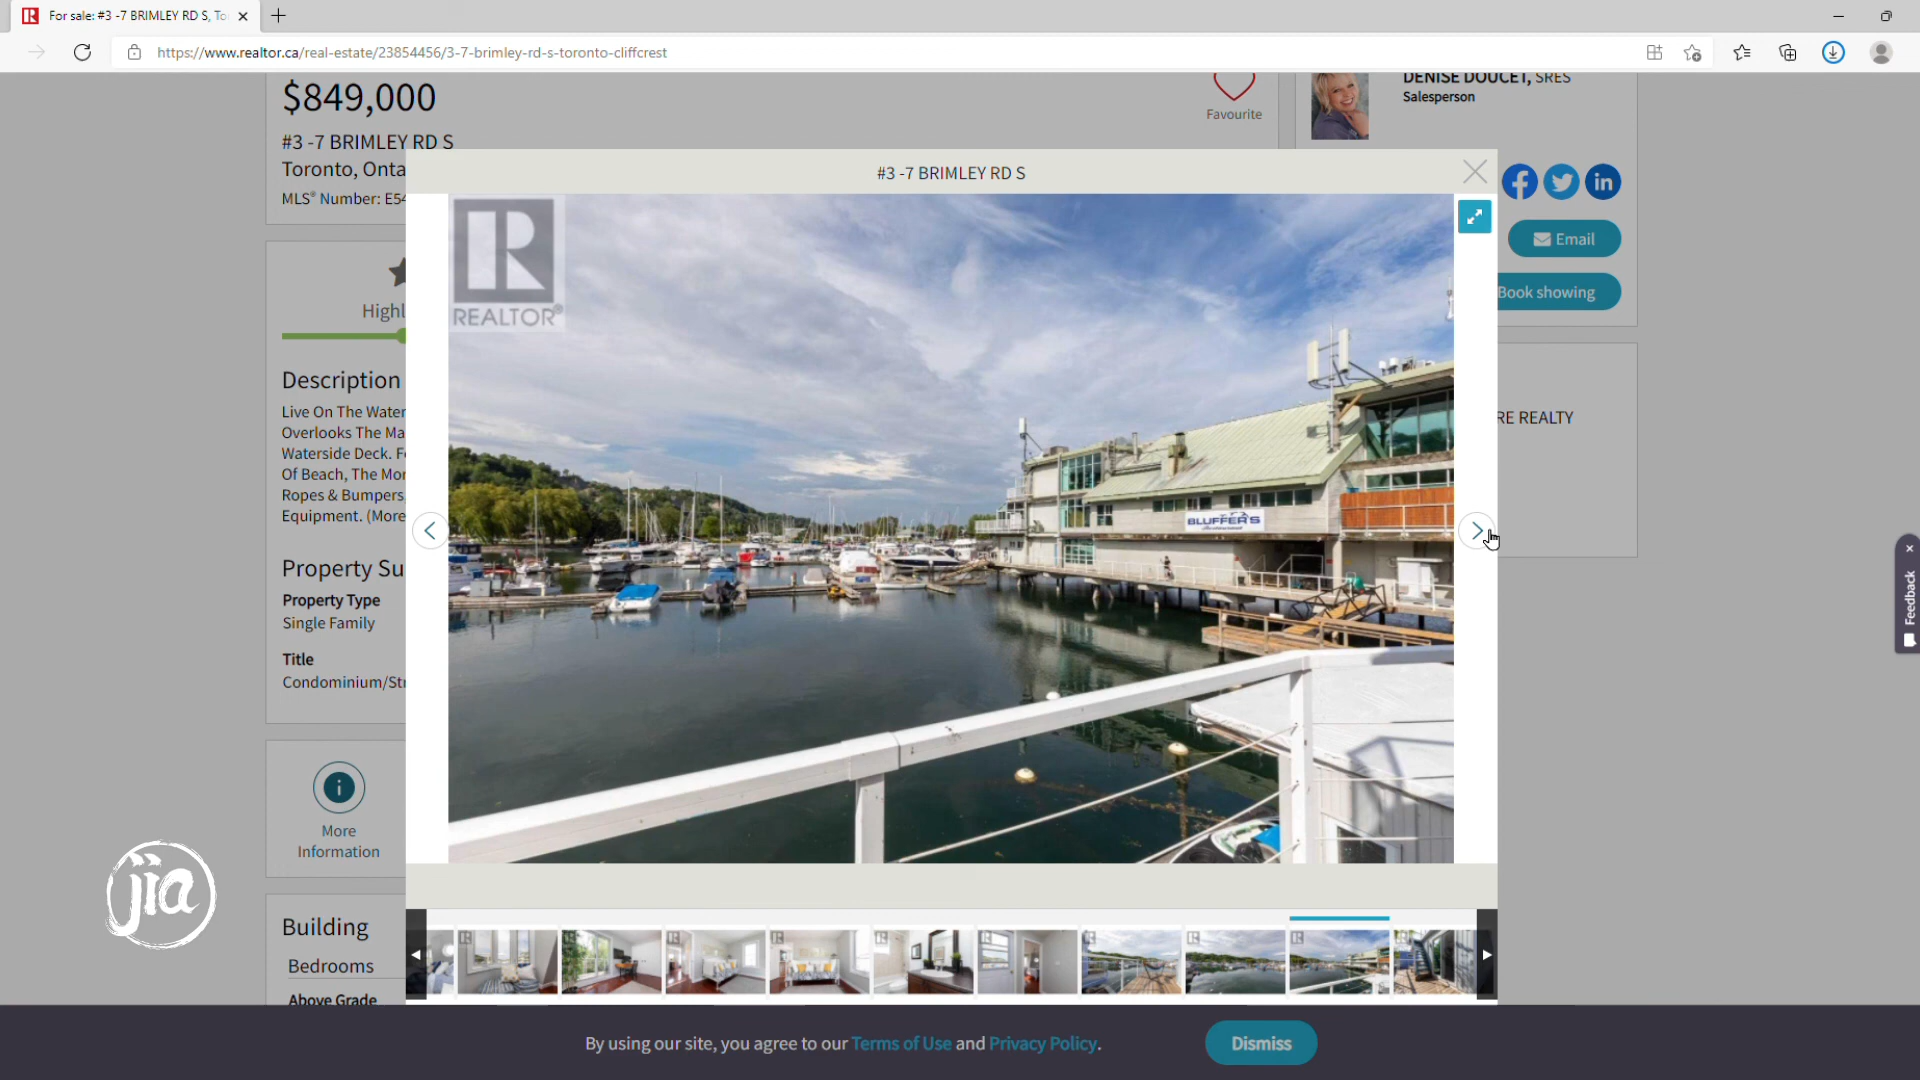 For sale: #3 -7 BRIMLEY RD S, To
https://www.realtor.ca/real-estate/23854456/3-7-brimley-rd-s-toronto-cliffcrest
$849,000
#3 -7 BRIMLEY RD S
Toronto, Onta
MLS® Number: E54
Favourite
DENISE DOUCET, SRES
Salesperson
#3 -7 BRIMLEY RD S
R
REALTOR®
BLUFFER'S
Email
Book showing
RE REALTY
Highl
Description
Live On The Water
Overlooks The Ma
Waterside Deck. F
Of Beach, The Mor
Ropes & Bumpers
Equipment. (More
Property Su
Property Type
Single Family
Title
Condominium/Str
i
More
Information
jia
Building
Bedrooms
Above Grade
Feedback
By using our site, you agree to our Terms of Use and Privacy Policy.
Dismiss